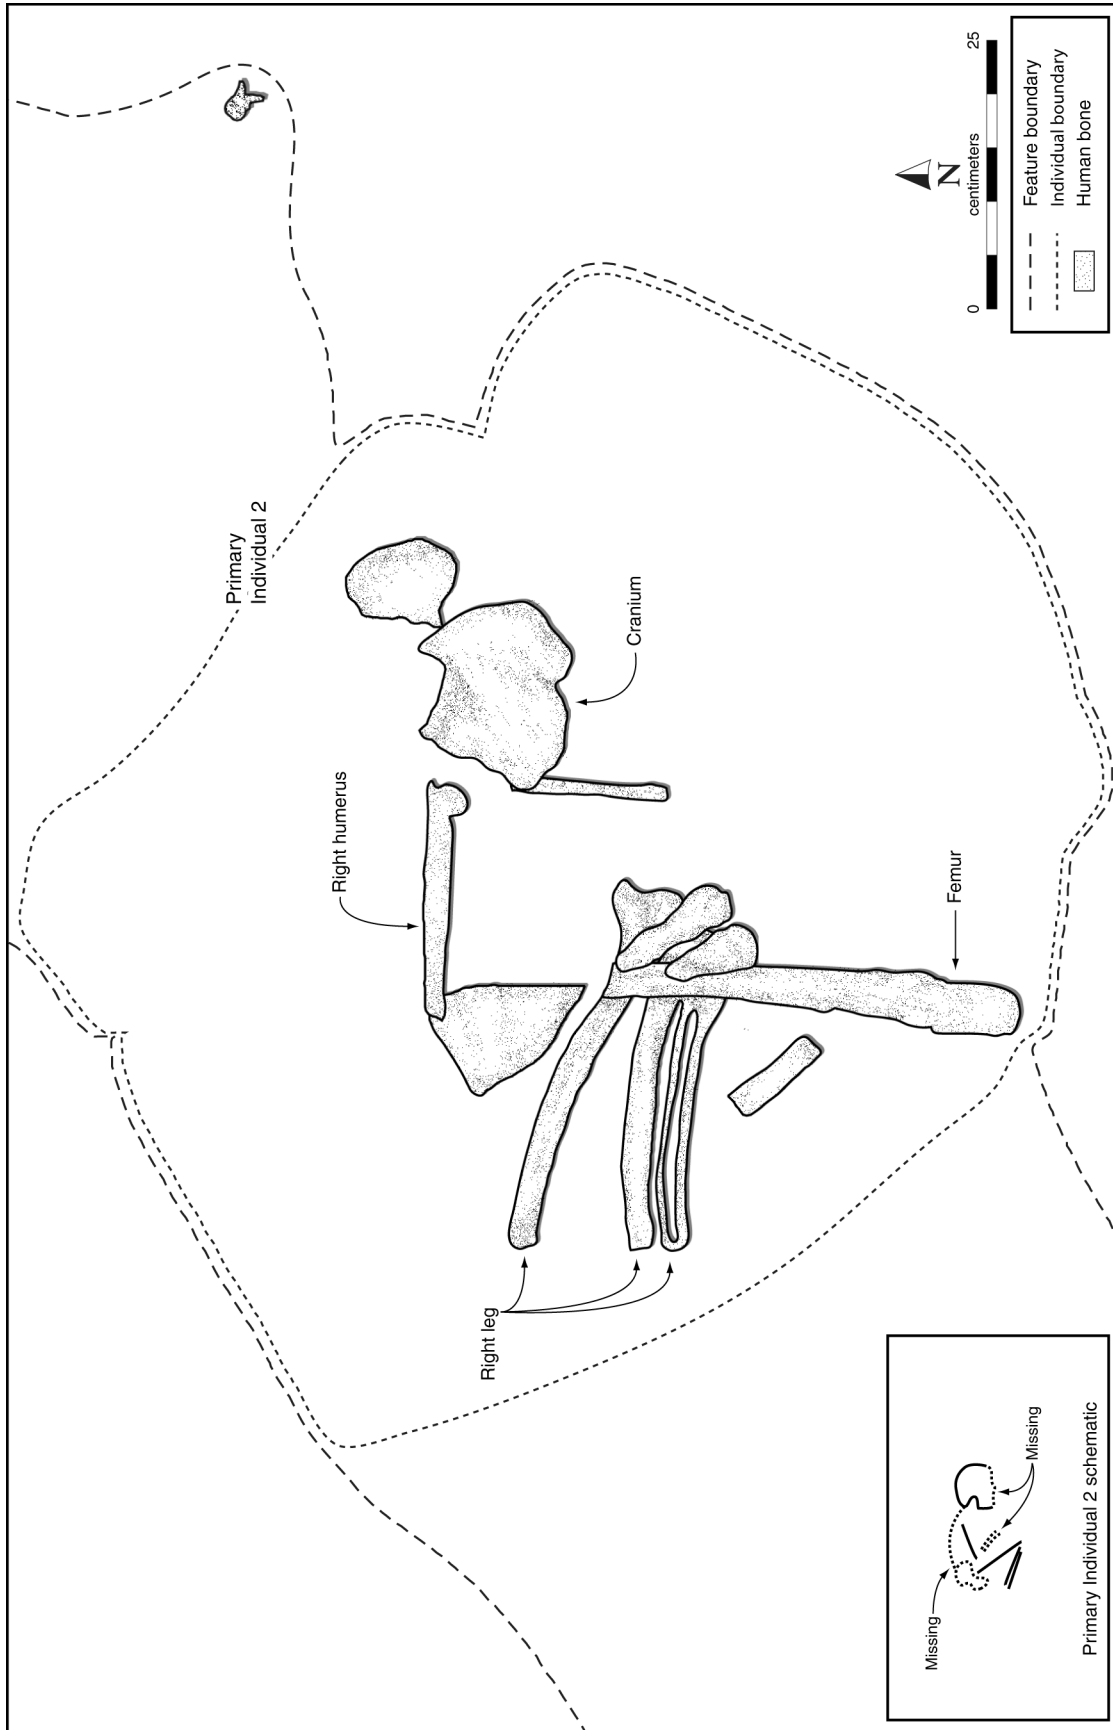 Primary
Individual 2
Cranium
Right humerus
Femur
Right leg
Missing
Missing
Primary Individual 2 schematic
N
0
centimeters
25
Feature boundary
Individual boundary
Human bone